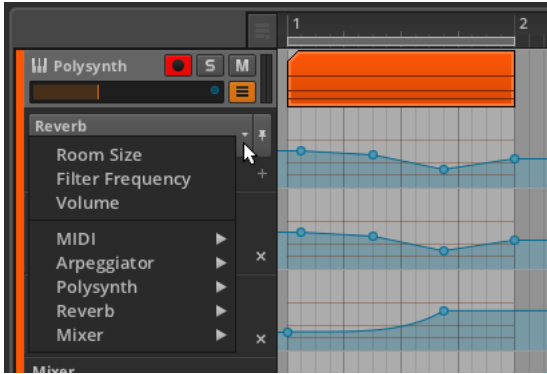 1
2
Polysynth
S
M
Reverb
Room Size
Filter Frequency
Volume
MIDI
Arpeggiator
Polysynth
Reverb
Mixer
Mixer